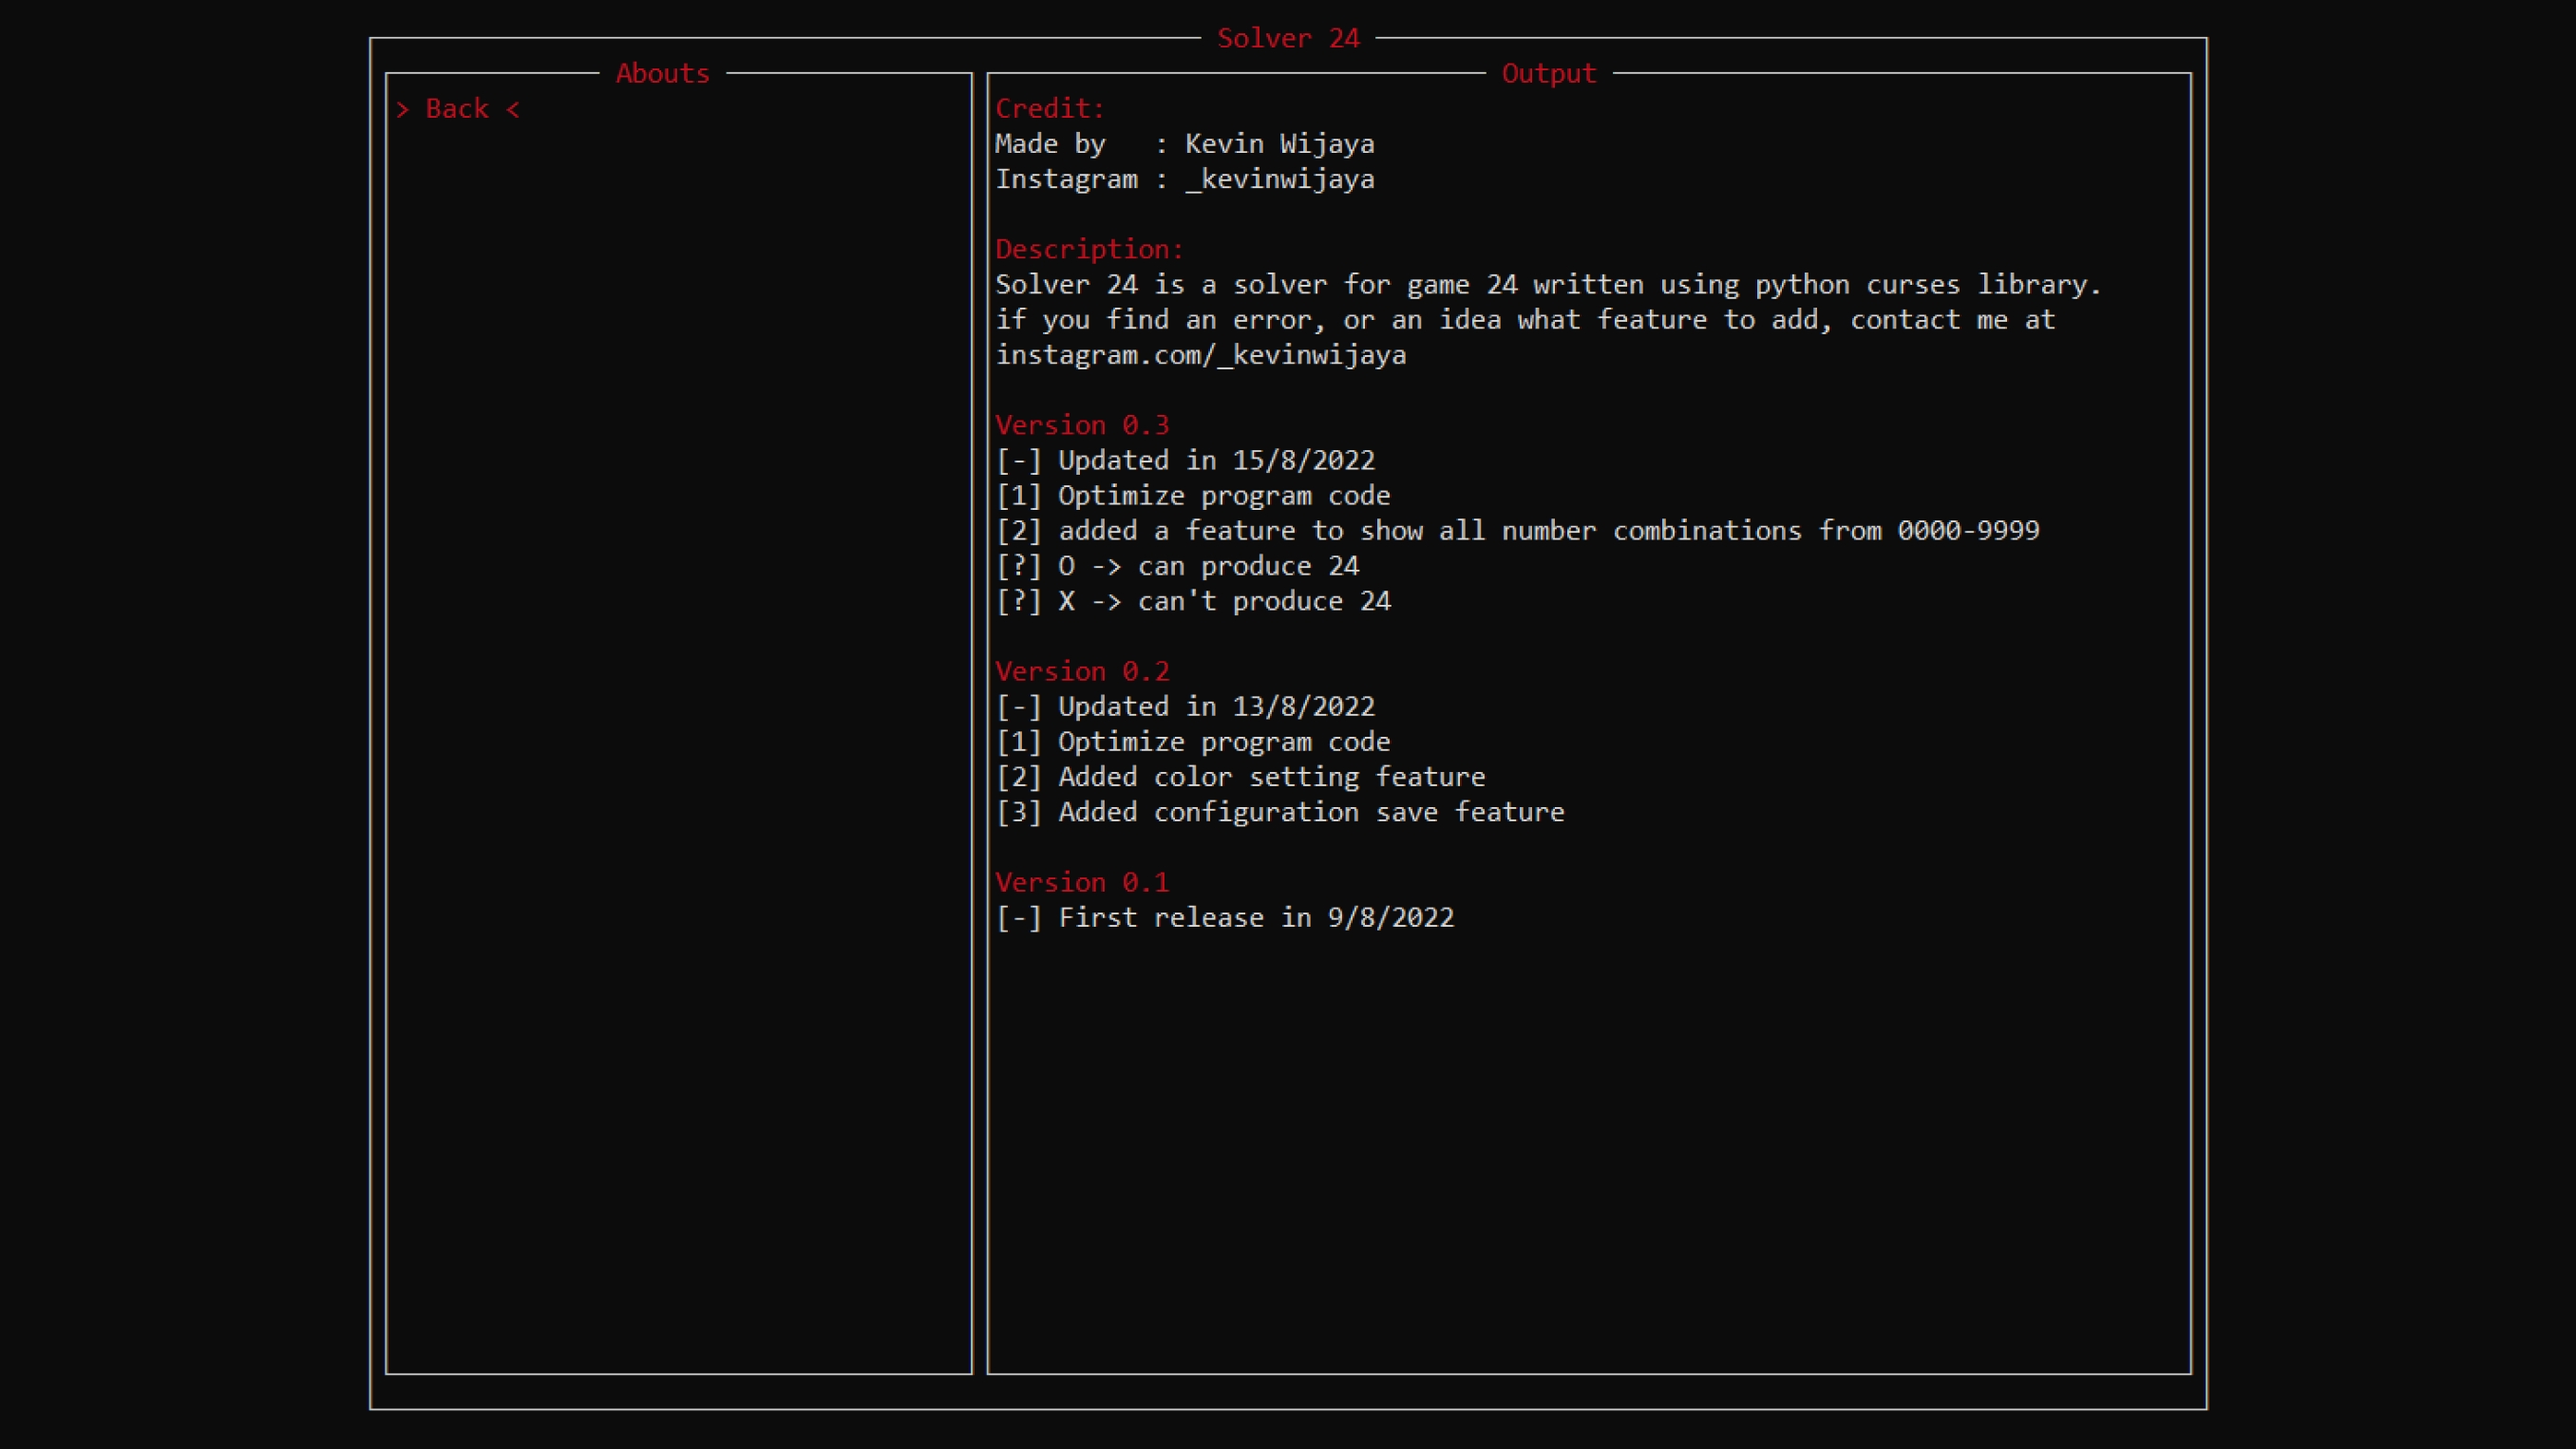 Solver 24
Abouts
> Back <
Output
Credit:
Made by   : Kevin Wijaya
Instagram : _kevinwijaya
Description:
Solver 24 is a solver for game 24 written using python curses library.
if you find an error, or an idea what feature to add, contact me at
instagram.com/_kevinwijaya
Version 0.3
[-] Updated in 15/8/2022
[1] Optimize program code
[2] added a feature to show all number combinations from 0000-9999
[?] O -> can produce 24
[?] X -> can't produce 24
Version 0.2
[-] Updated in 13/8/2022
[1] Optimize program code
[2] Added color setting feature
[3] Added configuration save feature
Version 0.1
[-] First release in 9/8/2022